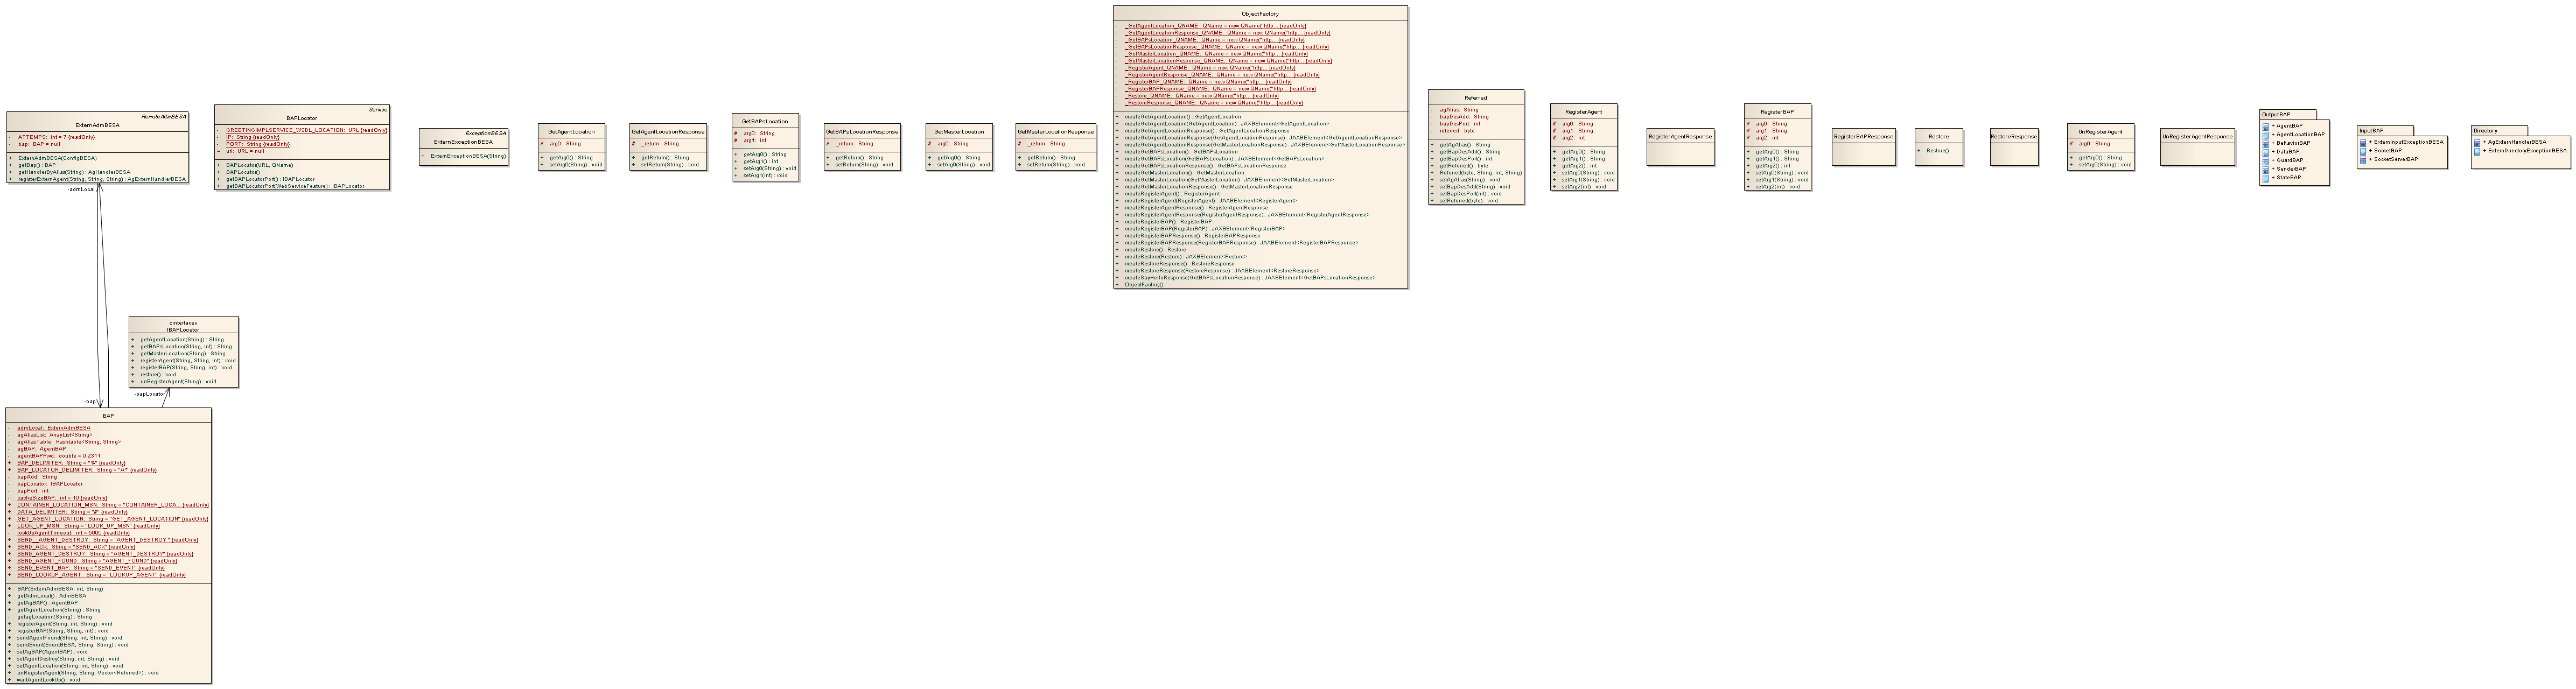 RemoteAdmBESA
ExternAdmBESA
- ATTEMPS: int = 7 {readOnly}
- bap: BAP = null
+ ExternAdmBESA(ConfigBESA)
+ getBap() : BAP
+ getHandlerByAlias(String) : AgHandlerBESA
+ registerExternAgent(String, String, String) : AgExternHandlerBESA
-admLocal
-bap
Service
BAPLocator
- GREETINGIMPLSERVICE_WSDL_LOCATION: URL {readOnly}
- IP: String {readOnly}
- PORT: String {readOnly}
~ url: URL = null
+ BAPLocator(URL, QName)
+ BAPLocator()
+ getBAPLocatorPort() : IBAPLocator
+ getBAPLocatorPort(WebServiceFeature) : IBAPLocator
«interface»
IBAPLocator
+ getAgentLocation(String) : String
+ getBAPsLocation(String, int) : String
+ getMasterLocation(String) : String
+ registerAgent(String, String, int) : void
+ registerBAP(String, String, int) : void
+ restore() : void
+ unRegisterAgent(String) : void
-bapLocator
BAP
- admLocal: ExternAdmBESA
- agAliasList: ArrayList<String>
- agAliasTable: Hashtable<String, String>
- agBAP: AgentBAP
- agentBAPPwd: double = 0.2311
+ BAP_DELIMITER: String = "%" {readOnly}
+ BAP_LOCATOR_DELIMITER: String = "A*" {readOnly}
- bapAdd: String
- bapLocator: IBAPLocator
- bapPort: int
- cacheSizeBAP: int = 10 {readOnly}
+ CONTAINER_LOCATION_MSN: String = "CONTAINER_LOCA... {readOnly}
+ DATA_DELIMITER: String = "#" {readOnly}
+ GET_AGENT_LOCATION: String = "GET_AGENT_LOCATION" {readOnly}
+ LOOK_UP_MSN: String = "LOOK_UP_MSN" {readOnly}
- lookUpAgentTimeout: int = 5000 {readOnly}
+ SEND__AGENT_DESTROY: String = "AGENT_DESTROY " {readOnly}
+ SEND_ACK: String = "SEND_ACK" {readOnly}
+ SEND_AGENT_DESTROY: String = "AGENT_DESTROY" {readOnly}
+ SEND_AGENT_FOUND: String = "AGENT_FOUND" {readOnly}
+ SEND_EVENT_BAP: String = "SEND_EVENT" {readOnly}
+ SEND_LOOKUP_AGENT: String = "LOOKUP_AGENT" {readOnly}
+ BAP(ExternAdmBESA, int, String)
+ getAdmLocal() : AdmBESA
+ getAgBAP() : AgentBAP
+ getAgentLocation(String) : String
- getagLocation(String) : String
+ registerAgent(String, int, String) : void
+ registerBAP(String, String, int) : void
+ sendAgentFound(String, int, String) : void
+ sendEvent(EventBESA, String, String) : void
+ setAgBAP(AgentBAP) : void
+ setAgentDestroy(String, int, String) : void
+ setAgentLocation(String, int, String) : void
+ unRegisterAgent(String, String, Vector<Referred>) : void
+ waitAgentLookUp() : void
ExceptionBESA
ExternExceptionBESA
+ ExternExceptionBESA(String)
GetAgentLocation
# arg0: String
+ getArg0() : String
+ setArg0(String) : void
GetAgentLocationResponse
# _return: String
+ getReturn() : String
+ setReturn(String) : void
GetBAPsLocation
# arg0: String
# arg1: int
+ getArg0() : String
+ getArg1() : int
+ setArg0(String) : void
+ setArg1(int) : void
GetBAPsLocationResponse
# _return: String
+ getReturn() : String
+ setReturn(String) : void
GetMasterLocation
# arg0: String
+ getArg0() : String
+ setArg0(String) : void
GetMasterLocationResponse
# _return: String
+ getReturn() : String
+ setReturn(String) : void
ObjectFactory
- _GetAgentLocation_QNAME: QName = new QName("http... {readOnly}
- _GetAgentLocationResponse_QNAME: QName = new QName("http... {readOnly}
- _GetBAPsLocation_QNAME: QName = new QName("http... {readOnly}
- _GetBAPsLocationResponse_QNAME: QName = new QName("http... {readOnly}
- _GetMasterLocation_QNAME: QName = new QName("http... {readOnly}
- _GetMasterLocationResponse_QNAME: QName = new QName("http... {readOnly}
- _RegisterAgent_QNAME: QName = new QName("http... {readOnly}
- _RegisterAgentResponse_QNAME: QName = new QName("http... {readOnly}
- _RegisterBAP_QNAME: QName = new QName("http... {readOnly}
- _RegisterBAPResponse_QNAME: QName = new QName("http... {readOnly}
- _Restore_QNAME: QName = new QName("http... {readOnly}
- _RestoreResponse_QNAME: QName = new QName("http... {readOnly}
+ createGetAgentLocation() : GetAgentLocation
+ createGetAgentLocation(GetAgentLocation) : JAXBElement<GetAgentLocation>
+ createGetAgentLocationResponse() : GetAgentLocationResponse
+ createGetAgentLocationResponse(GetAgentLocationResponse) : JAXBElement<GetAgentLocationResponse>
+ createGetBAPsLocation() : GetBAPsLocation
+ createGetBAPsLocation(GetBAPsLocation) : JAXBElement<GetBAPsLocation>
+ createGetBAPsLocationResponse() : GetBAPsLocationResponse
+ createGetMasterLocation() : GetMasterLocation
+ createGetMasterLocation(GetMasterLocation) : JAXBElement<GetMasterLocation>
+ createGetMasterLocationResponse() : GetMasterLocationResponse
+ createRegisterAgent() : RegisterAgent
+ createRegisterAgent(RegisterAgent) : JAXBElement<RegisterAgent>
+ createRegisterAgentResponse() : RegisterAgentResponse
+ createRegisterAgentResponse(RegisterAgentResponse) : JAXBElement<RegisterAgentResponse>
+ createRegisterBAP() : RegisterBAP
+ createRegisterBAP(RegisterBAP) : JAXBElement<RegisterBAP>
+ createRegisterBAPResponse() : RegisterBAPResponse
+ createRegisterBAPResponse(RegisterBAPResponse) : JAXBElement<RegisterBAPResponse>
+ createRestore() : Restore
+ createRestore(Restore) : JAXBElement<Restore>
+ createRestoreResponse() : RestoreResponse
+ createRestoreResponse(RestoreResponse) : JAXBElement<RestoreResponse>
+ createSayHelloResponse(GetBAPsLocationResponse) : JAXBElement<GetBAPsLocationResponse>
+ ObjectFactory()
Referred
- agAlias: String
- bapDesAdd: String
- bapDesPort: int
- referred: byte
+ getAgAlias() : String
+ getBapDesAdd() : String
+ getBapDesPort() : int
+ getReferred() : byte
+ Referred(byte, String, int, String)
+ setAgAlias(String) : void
+ setBapDesAdd(String) : void
+ setBapDesPort(int) : void
+ setReferred(byte) : void
RegisterAgent
# arg0: String
# arg1: String
# arg2: int
+ getArg0() : String
+ getArg1() : String
+ getArg2() : int
+ setArg0(String) : void
+ setArg1(String) : void
+ setArg2(int) : void
RegisterAgentResponse
RegisterBAP
# arg0: String
# arg1: String
# arg2: int
+ getArg0() : String
+ getArg1() : String
+ getArg2() : int
+ setArg0(String) : void
+ setArg1(String) : void
+ setArg2(int) : void
RegisterBAPResponse
Restore
+ Restore()
RestoreResponse
UnRegisterAgent
# arg0: String
+ getArg0() : String
+ setArg0(String) : void
UnRegisterAgentResponse
OutputBAP
+ AgentBAP
+ AgentLocationBAP
+ BehaviorBAP
+ DataBAP
+ GuardBAP
+ SenderBAP
+ StateBAP
InputBAP
+ ExternInputExceptionBESA
+ SocketBAP
+ SocketServerBAP
Directory
+ AgExternHandlerBESA
+ ExternDirectoryExceptionBESA